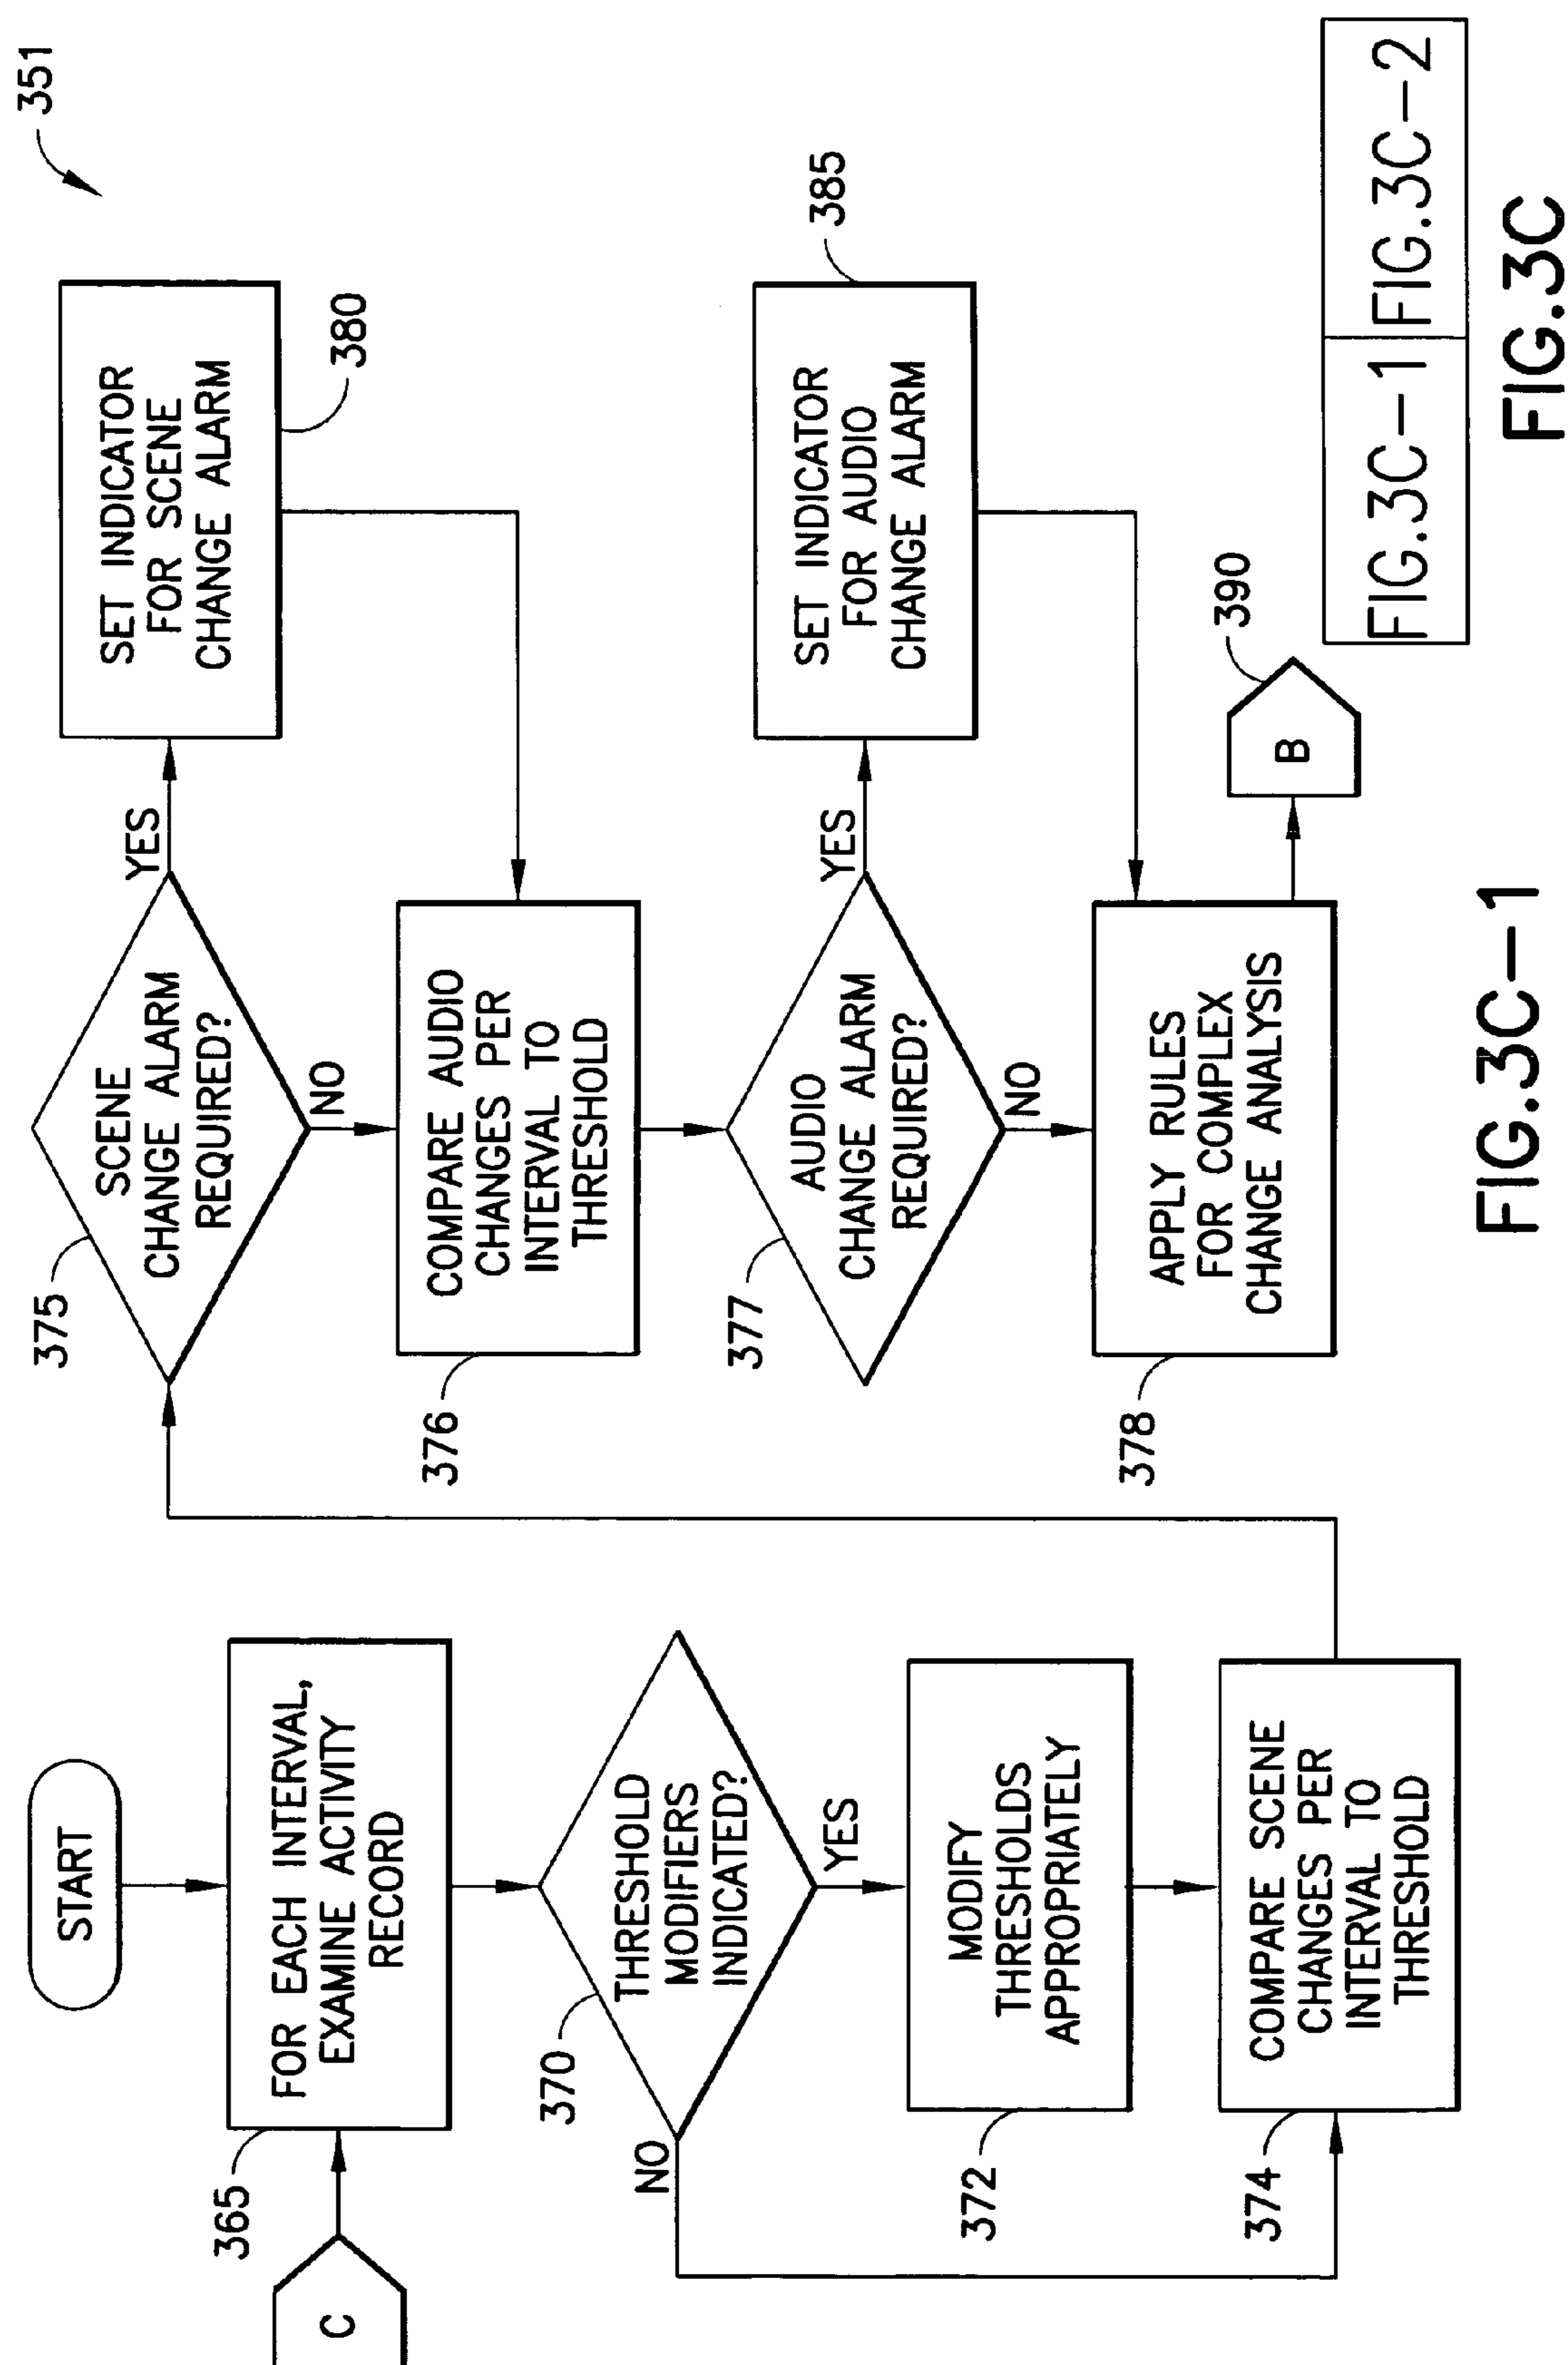 351
START
C
365
FOR EACH INTERVAL,
EXAMINE ACTIVITY
RECORD
370
THRESHOLD
MODIFIERS
INDICATED?
NO
YES
372
MODIFY
THRESHOLDS
APPROPRIATELY
374
COMPARE SCENE
CHANGES PER
INTERVAL TO
THRESHOLD
375
SCENE
CHANGE ALARM
REQUIRED?
YES
NO
SET INDICATOR
FOR SCENE
CHANGE ALARM
380
376
COMPARE AUDIO
CHANGES PER
INTERVAL TO
THRESHOLD
377
AUDIO
CHANGE ALARM
REQUIRED?
YES
NO
SET INDICATOR
FOR AUDIO
CHANGE ALARM
385
378
APPLY RULES
FOR COMPLEX
CHANGE ANALYSIS
B
390
FIG.3C-1
FIG.3C-1
FIG.3C-2
FIG.3C